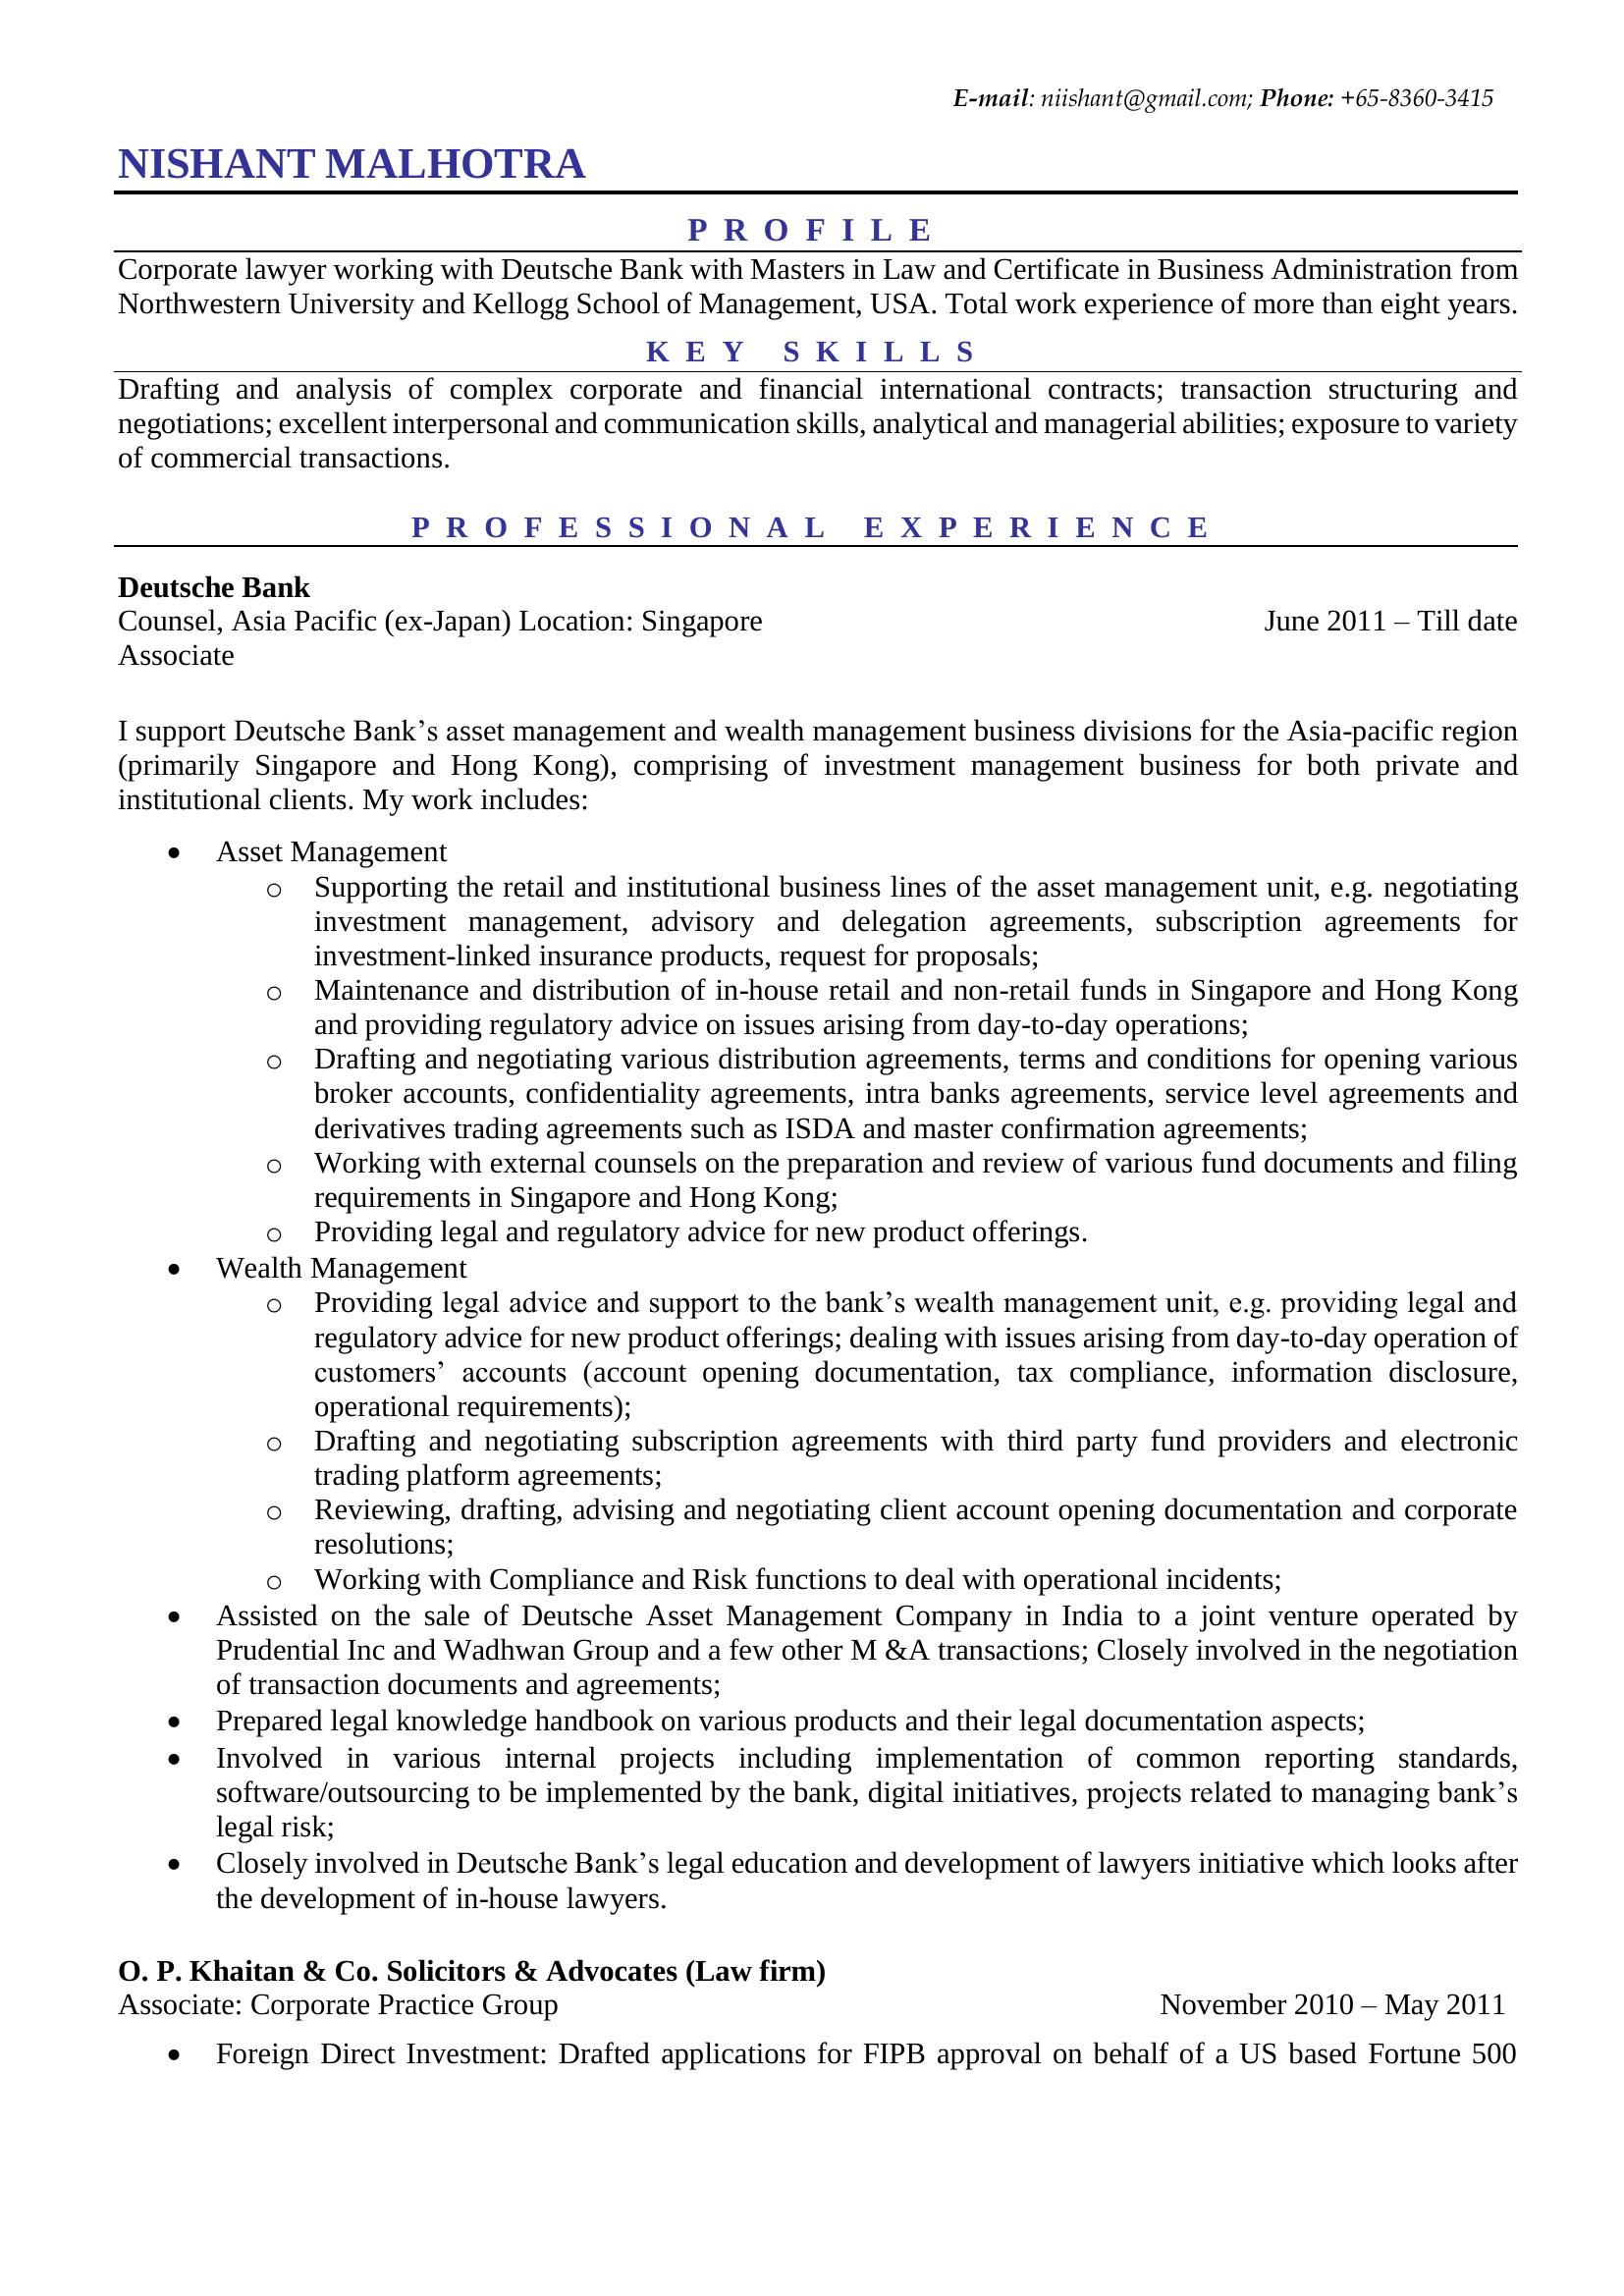 E-mail: niishant@gmail.com; Phone: +65-8360-3415
NISHANT MALHOTRA
PROFILE
Corporate lawyer working with Deutsche Bank with Masters in Law and Certificate in Business Administration from
Northwestern University and Kellogg School of Management, USA. Total work experience of more than eight years.
KEY SKILLS
Drafting and analysis of complex corporate and financial international contracts; transaction structuring and
negotiations; excellent interpersonal and communication skills, analytical and managerial abilities; exposure to variety
of commercial transactions.
PROFESSIONAL EXPERIENCE
Deutsche Bank
Counsel, Asia Pacific (ex-Japan) Location: Singapore June 2011 – Till date
Associate
I support Deutsche Bank’s asset management and wealth management business divisions for the Asia-pacific region
(primarily Singapore and Hong Kong), comprising of investment management business for both private and
institutional clients. My work includes:
• Asset Management
o Supporting the retail and institutional business lines of the asset management unit, e.g. negotiating
investment management, advisory and delegation agreements, subscription agreements for
investment-linked insurance products, request for proposals;
o Maintenance and distribution of in-house retail and non-retail funds in Singapore and Hong Kong
and providing regulatory advice on issues arising from day-to-day operations;
o Drafting and negotiating various distribution agreements, terms and conditions for opening various
broker accounts, confidentiality agreements, intra banks agreements, service level agreements and
derivatives trading agreements such as ISDA and master confirmation agreements;
o Working with external counsels on the preparation and review of various fund documents and filing
requirements in Singapore and Hong Kong;
o Providing legal and regulatory advice for new product offerings.
• Wealth Management
o Providing legal advice and support to the bank’s wealth management unit, e.g. providing legal and
regulatory advice for new product offerings; dealing with issues arising from day-to-day operation of
customers’ accounts (account opening documentation, tax compliance, information disclosure,
operational requirements);
o Drafting and negotiating subscription agreements with third party fund providers and electronic
trading platform agreements;
o Reviewing, drafting, advising and negotiating client account opening documentation and corporate
resolutions;
o Working with Compliance and Risk functions to deal with operational incidents;
• Assisted on the sale of Deutsche Asset Management Company in India to a joint venture operated by
Prudential Inc and Wadhwan Group and a few other M &A transactions; Closely involved in the negotiation
of transaction documents and agreements;
• Prepared legal knowledge handbook on various products and their legal documentation aspects;
• Involved in various internal projects including implementation of common reporting standards,
software/outsourcing to be implemented by the bank, digital initiatives, projects related to managing bank’s
legal risk;
• Closely involved in Deutsche Bank’s legal education and development of lawyers initiative which looks after
the development of in-house lawyers.
O. P. Khaitan & Co. Solicitors & Advocates (Law firm)
Associate: Corporate Practice Group November 2010 – May 2011
• Foreign Direct Investment: Drafted applications for FIPB approval on behalf of a US based Fortune 500